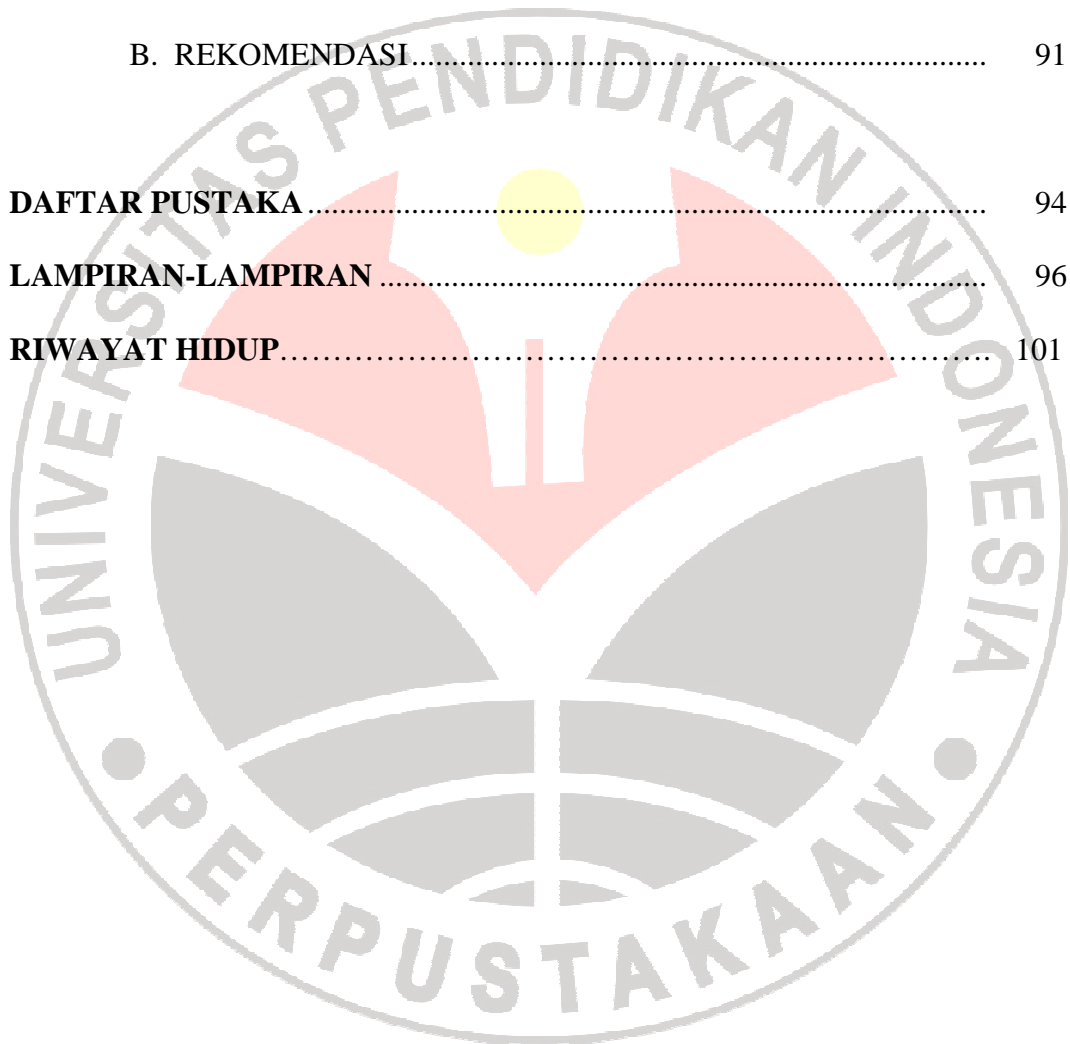 B. REKOMENDASI........................................................................ 91
DAFTAR PUSTAKA..................................................................................... 94
LAMPIRAN-LAMPIRAN............................................................................ 96
RIWAYAT HIDUP……………………………………………………………. 101
UNIVERSITAS PENDIDIKAN INDONESIA
PERPUSTAKAAN